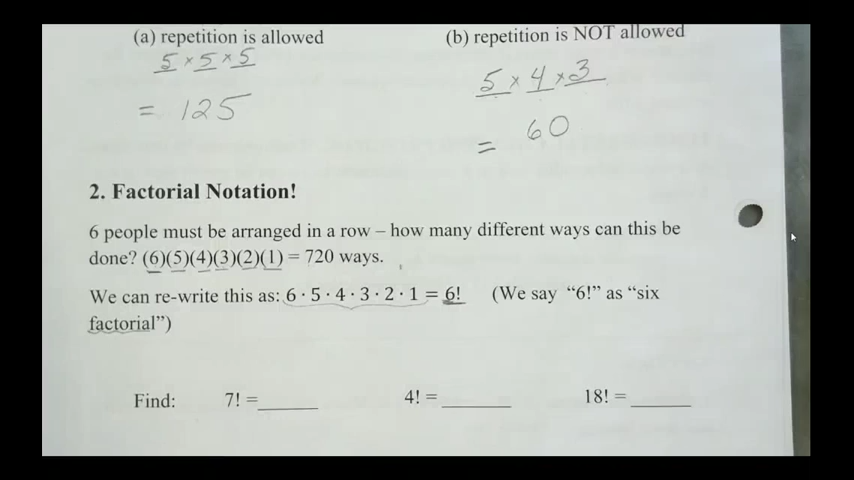 (a) repetition is allowed (b) repetition is NOT allowed
5 × 5 × 5 5 × 4 × 3
= 125 = 60
2. Factorial Notation!
6 people must be arranged in a row – how many different ways can this be
done? (6)(5)(4)(3)(2)(1) = 720 ways.
We can re-write this as: 6 · 5 · 4 · 3 · 2 · 1 = 6! (We say “6!” as “six
factorial”)
Find: 7! =______ 4! = _______ 18! = ______